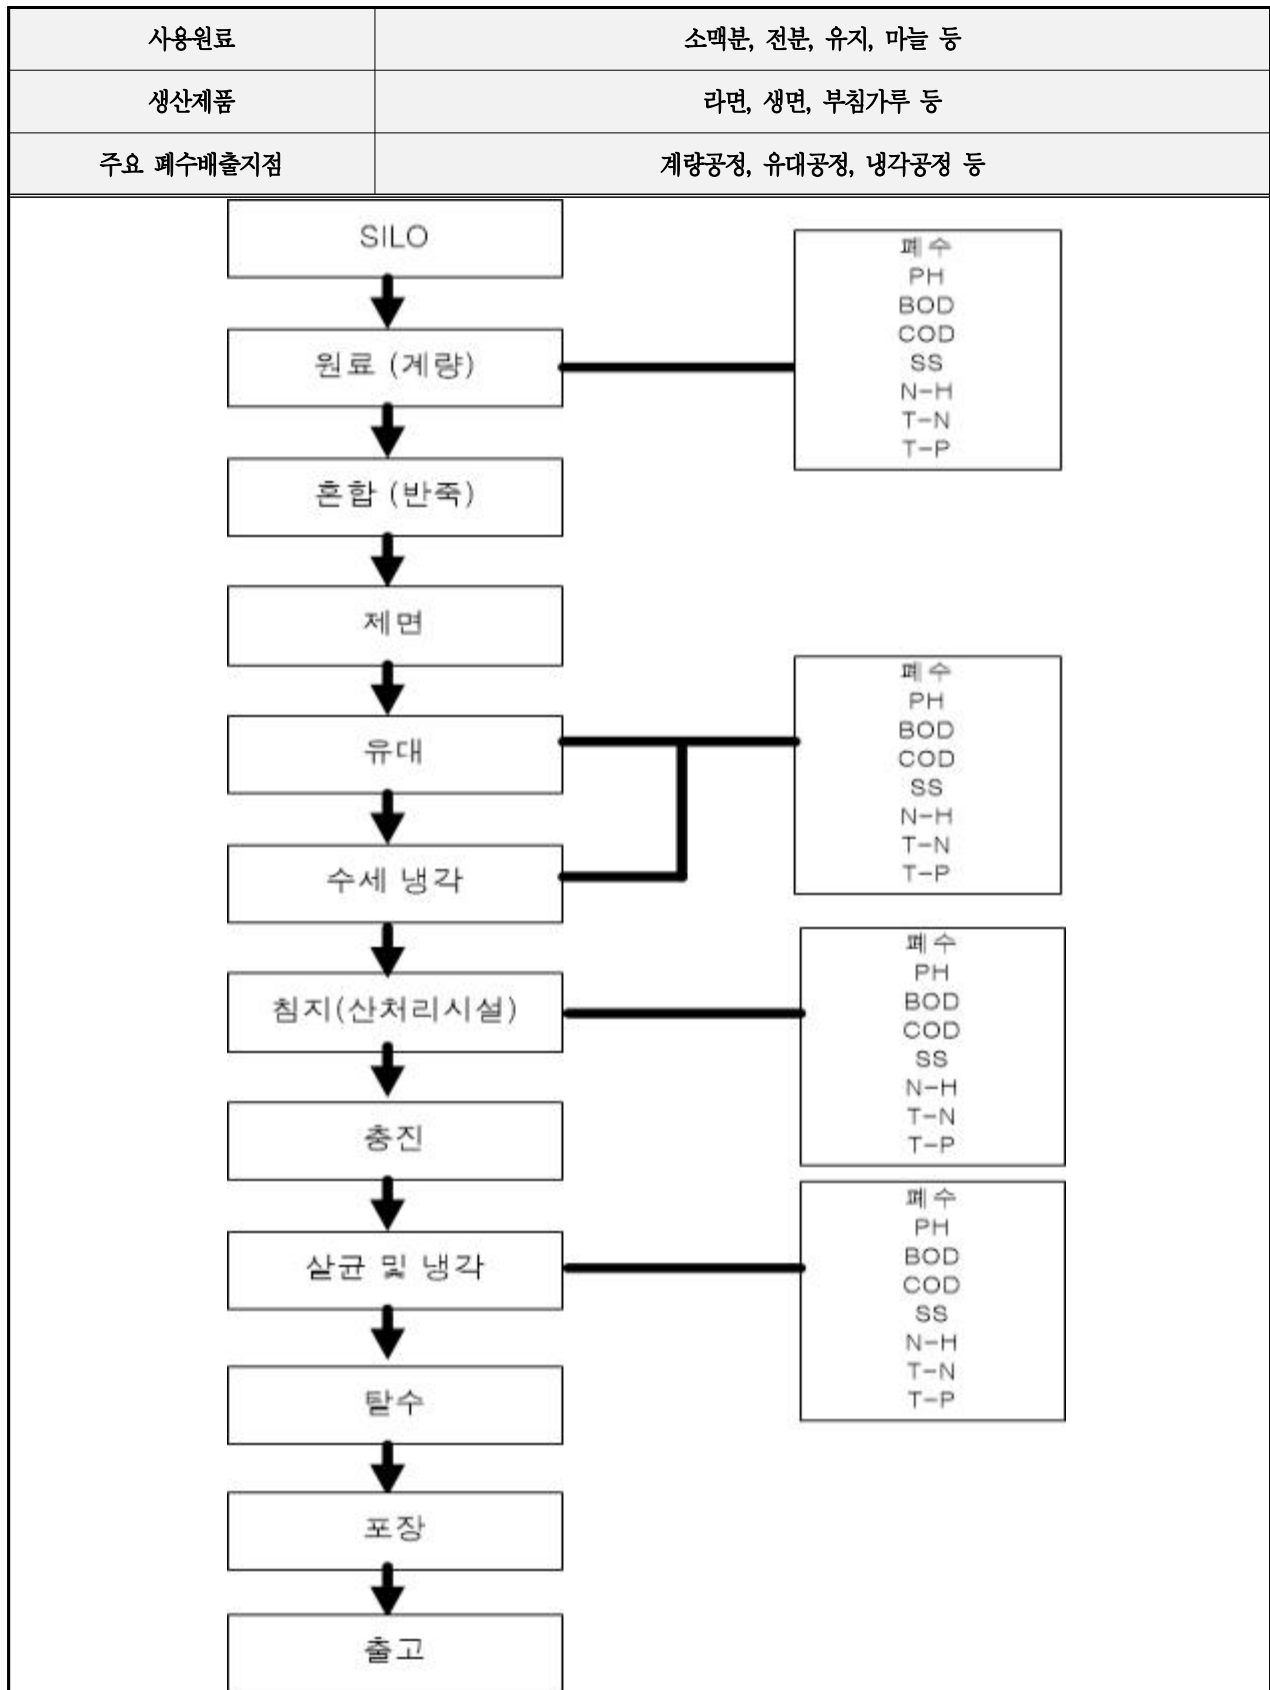 사용원료 소맥분, 전분, 유지, 마늘 등
생산제품 라면, 생면, 부침가루 등
주요 폐수배출지점 계량공정, 유대공정, 냉각공정 등
SILO
원료 (계량)
폐수
PH
BOD
COD
SS
N-H
T-N
T-P
혼합 (반죽)
제면
유대
폐수
PH
BOD
COD
SS
N-H
T-N
T-P
수세 냉각
침지(산처리시설)
폐수
PH
BOD
COD
SS
N-H
T-N
T-P
충진
살균 및 냉각
폐수
PH
BOD
COD
SS
N-H
T-N
T-P
탈수
포장
출고